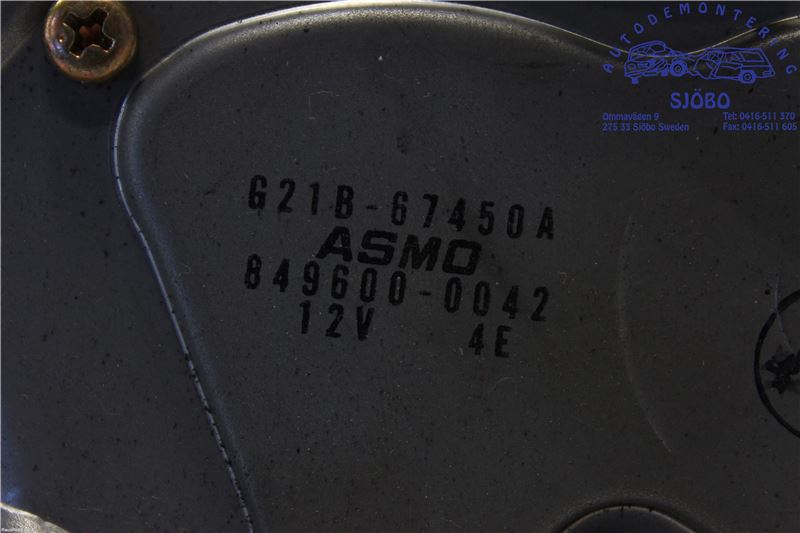 AUTODEMONTERING
SJÖBO
Ommavägen 9
275 33 Sjöbo Sweden
Tel: 0416-511 370
Fax: 0416-511 605
G21B-67450A
ASMO
849600-0042
12V 4E